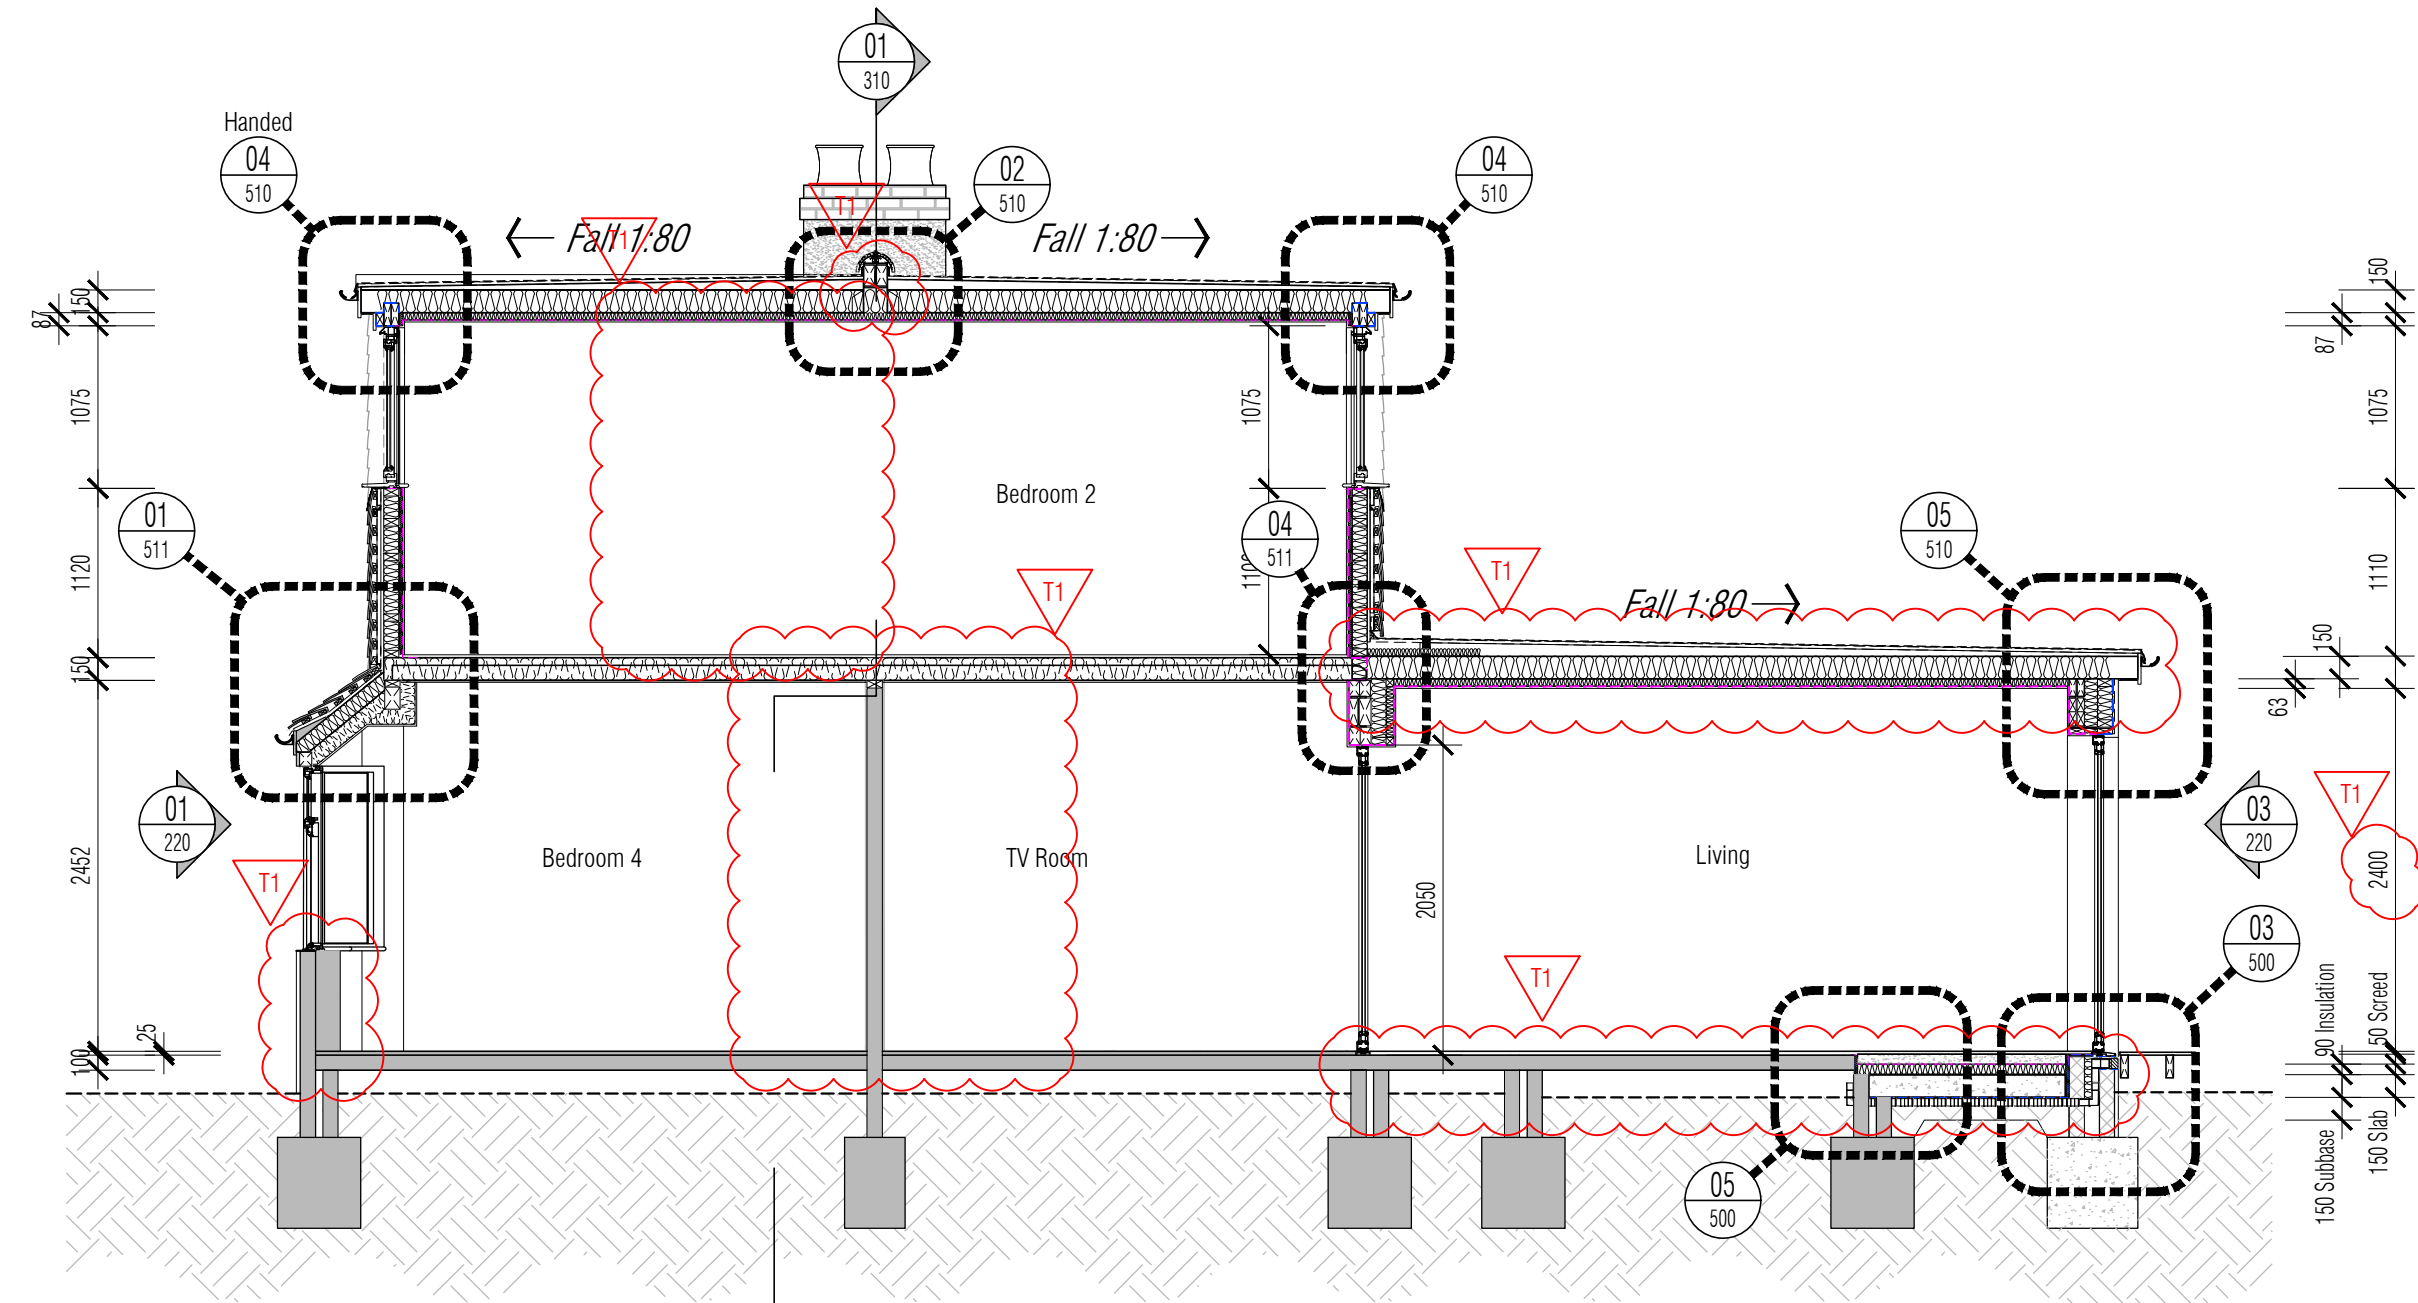 01
310
Handed
04
510
02
510
04
510
T1
T1
Fall 1:80
Fall 1:80
150
87
1075
1120
150
2452
25
100
01
511
01
220
T1
Bedroom 2
1075
04
511
T1
T1
Fall 1:80
05
510
Bedroom 4
TV Room
Living
2050
T1
03
220
T1
2400
03
500
05
500
150
87
1075
1110
150
63
90 Insulation
50 Screed
150 Subbase
150 Slab